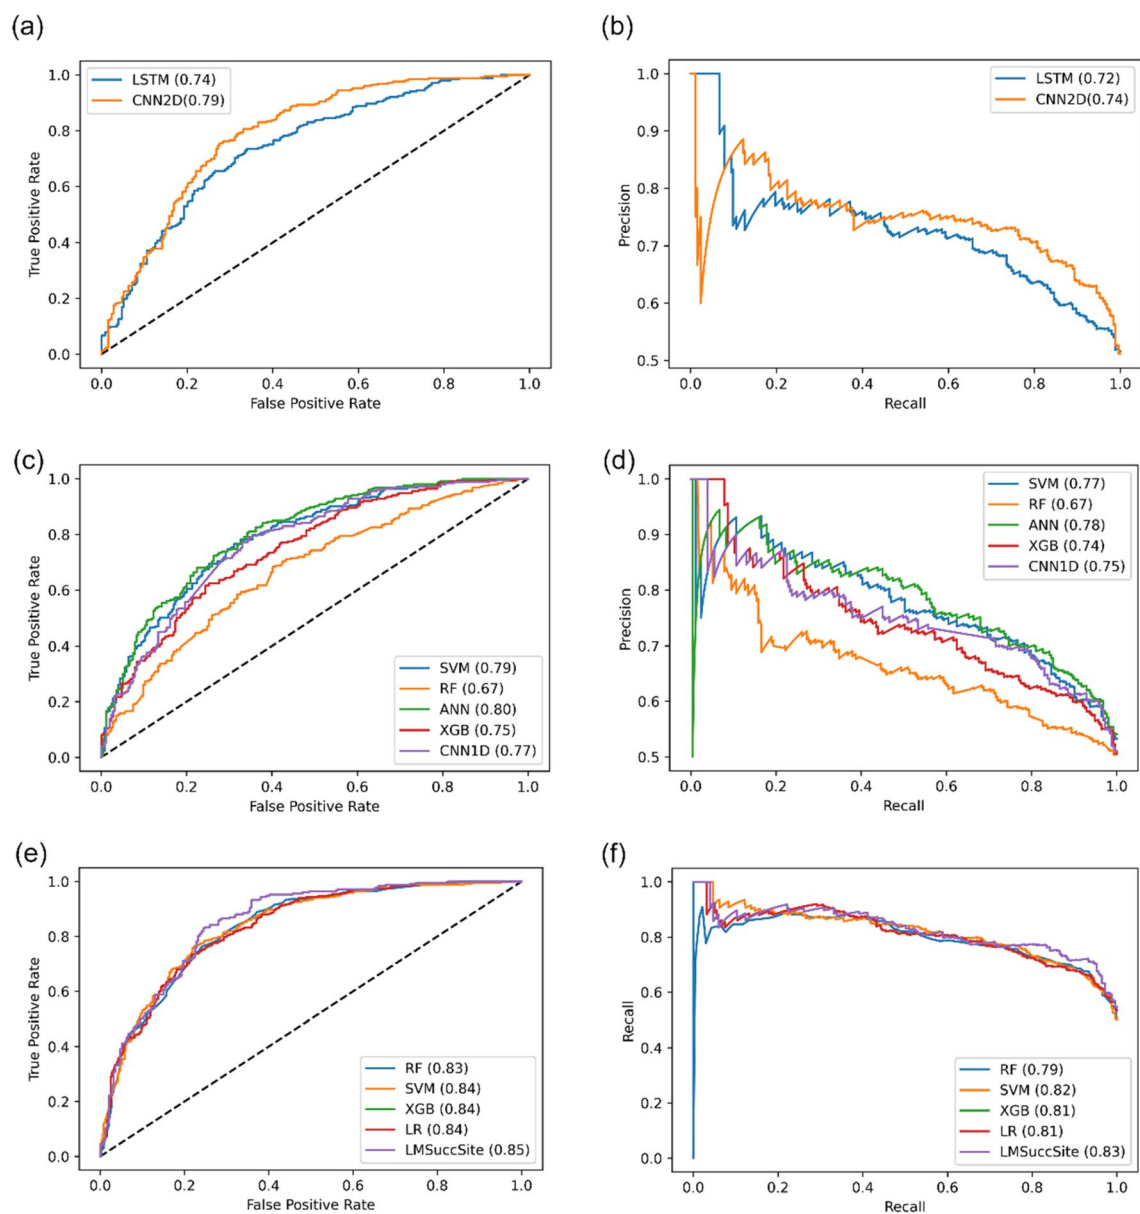 (a)
1.0
0.8
0.6
0.4
0.2
0.0
True Positive Rate
LSTM (0.74)
CNN2D(0.79)
0.0 0.2 0.4 0.6 0.8 1.0
False Positive Rate
(b)
1.0
0.9
0.8
0.7
0.6
0.5
Precision
LSTM (0.72)
CNN2D(0.74)
0.0 0.2 0.4 0.6 0.8 1.0
Recall
(c)
1.0
0.8
0.6
0.4
0.2
0.0
True Positive Rate
SVM (0.79)
RF (0.67)
ANN (0.80)
XGB (0.75)
CNN1D (0.77)
0.0 0.2 0.4 0.6 0.8 1.0
False Positive Rate
(d)
1.0
0.9
0.8
0.7
0.6
0.5
Precision
SVM (0.77)
RF (0.67)
ANN (0.78)
XGB (0.74)
CNN1D (0.75)
0.0 0.2 0.4 0.6 0.8 1.0
Recall
(e)
1.0
0.8
0.6
0.4
0.2
0.0
True Positive Rate
RF (0.83)
SVM (0.84)
XGB (0.84)
LR (0.84)
LMSuccSite (0.85)
0.0 0.2 0.4 0.6 0.8 1.0
False Positive Rate
(f)
1.0
0.8
0.6
0.4
0.2
0.0
Recall
RF (0.79)
SVM (0.82)
XGB (0.81)
LR (0.81)
LMSuccSite (0.83)
0.0 0.2 0.4 0.6 0.8 1.0
Recall